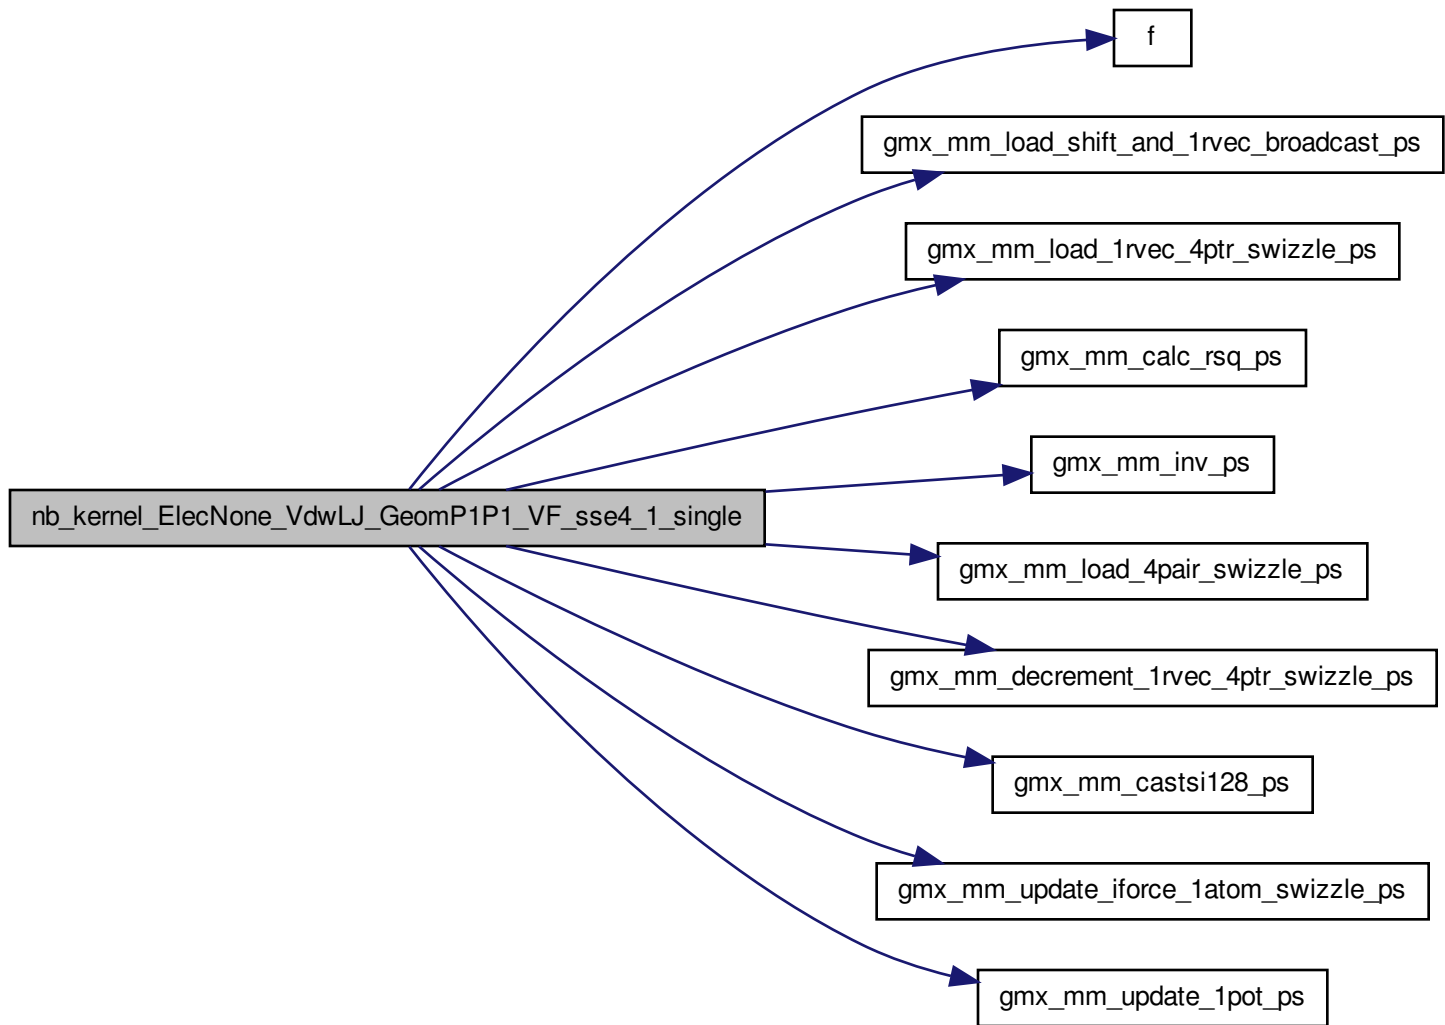 f
gmx_mm_load_shift_and_1rvec_broadcast_ps
gmx_mm_load_1rvec_4ptr_swizzle_ps
gmx_mm_calc_rsq_ps
gmx_mm_inv_ps
nb_kernel_ElecNone_VdwLJ_GeomP1P1_VF_sse4_1_single
gmx_mm_load_4pair_swizzle_ps
gmx_mm_decrement_1rvec_4ptr_swizzle_ps
gmx_mm_castsi128_ps
gmx_mm_update_iforce_1atom_swizzle_ps
gmx_mm_update_1pot_ps